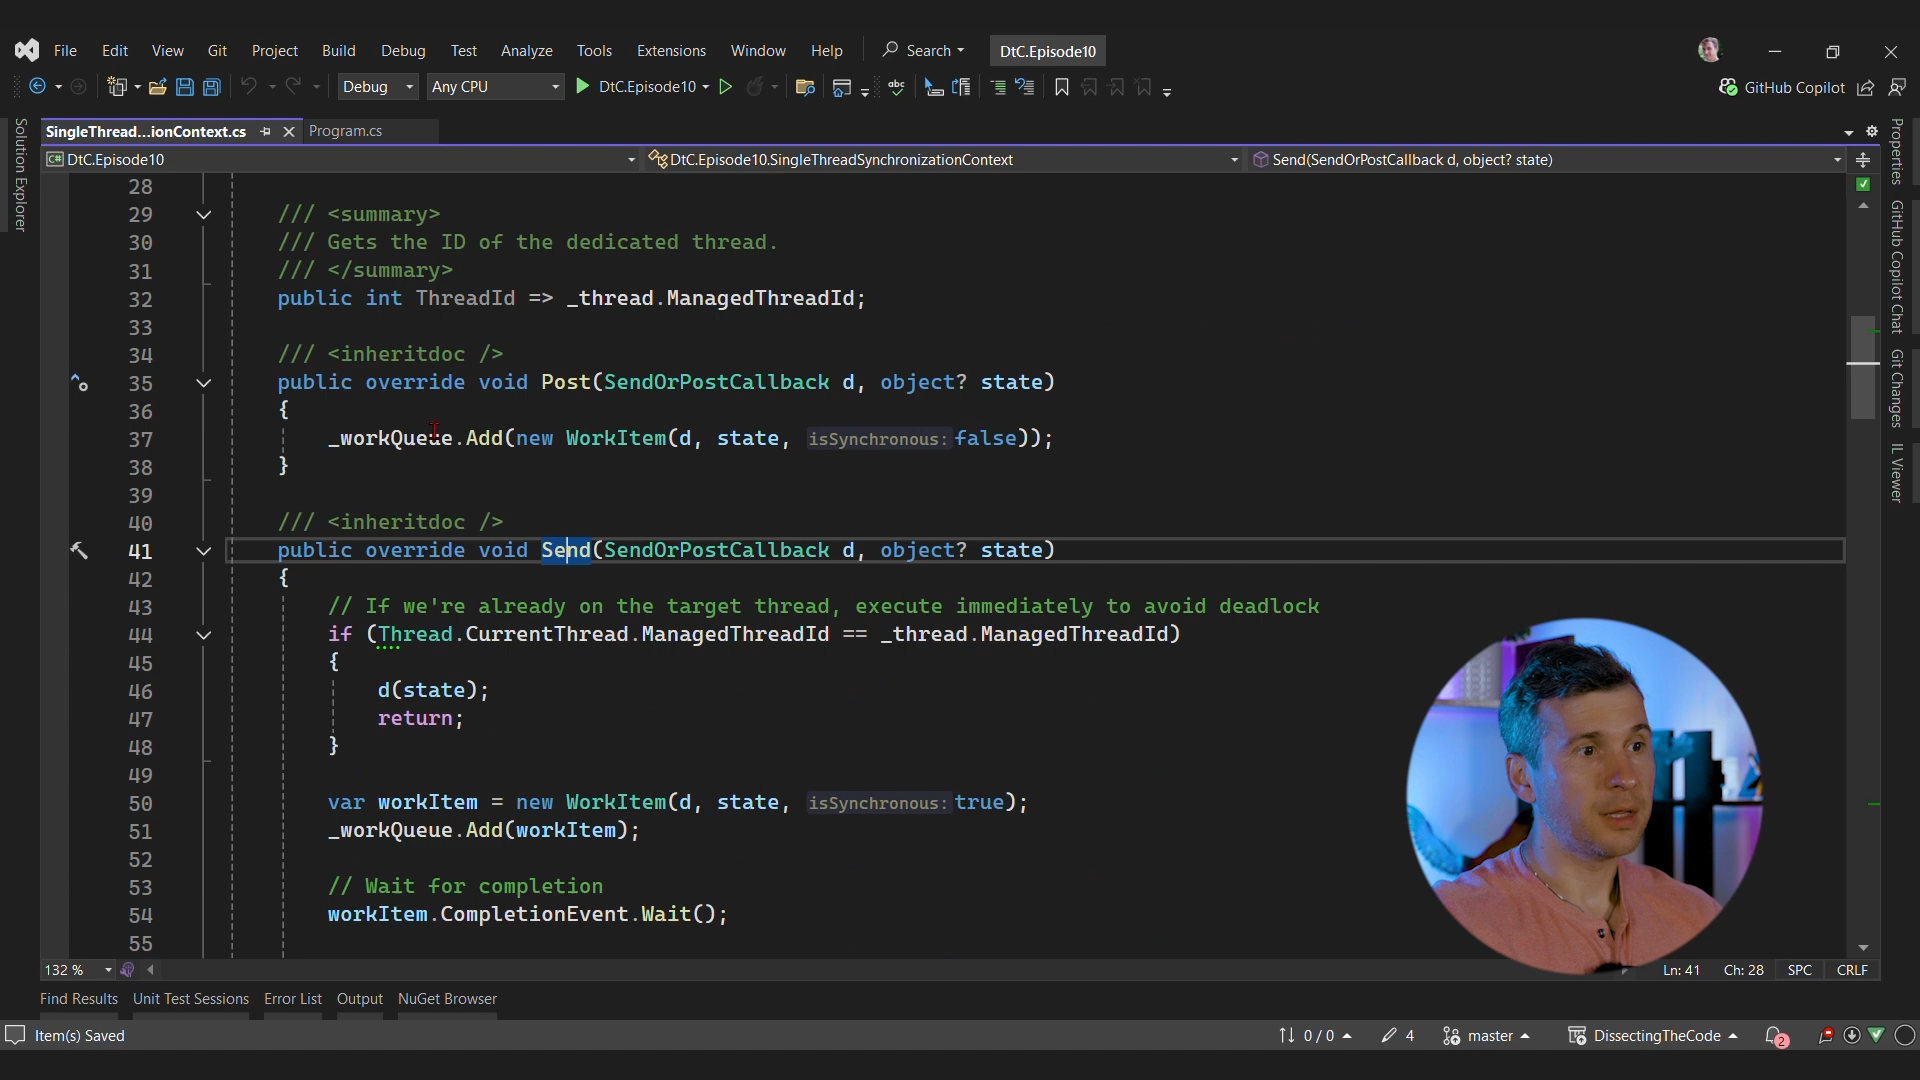 File Edit View Git Project Build Debug Test Analyze Tools Extensions Window Help Search DtC.Episode10
Debug Any CPU DtC.Episode10 GitHub Copilot
SingleThread...ionContext.cs Program.cs
DtC.Episode10 DtC.Episode10.SingleThreadSynchronizationContext Send(SendOrPostCallback d, object? state)
Solution Explorer
28
29 /// <summary>
30 /// Gets the ID of the dedicated thread.
31 /// </summary>
32 public int ThreadId => _thread.ManagedThreadId;
33
34 /// <inheritdoc />
35 public override void Post(SendOrPostCallback d, object? state)
36 {
37 _workQueue.Add(new WorkItem(d, state, isSynchronous: false));
38 }
39
40 /// <inheritdoc />
41 public override void Send(SendOrPostCallback d, object? state)
42 {
43 // If we're already on the target thread, execute immediately to avoid deadlock
44 if (Thread.CurrentThread.ManagedThreadId == _thread.ManagedThreadId)
45 {
46 d(state);
47 return;
48 }
49
50 var workItem = new WorkItem(d, state, isSynchronous: true);
51 _workQueue.Add(workItem);
52
53 // Wait for completion
54 workItem.CompletionEvent.Wait();
55
Properties
GitHub Copilot Chat
Git Changes
IL Viewer
132 % Ln: 41 Ch: 28 SPC CRLF
Find Results Unit Test Sessions Error List Output NuGet Browser
Item(s) Saved 0 / 0 4 master DissectingTheCode 2